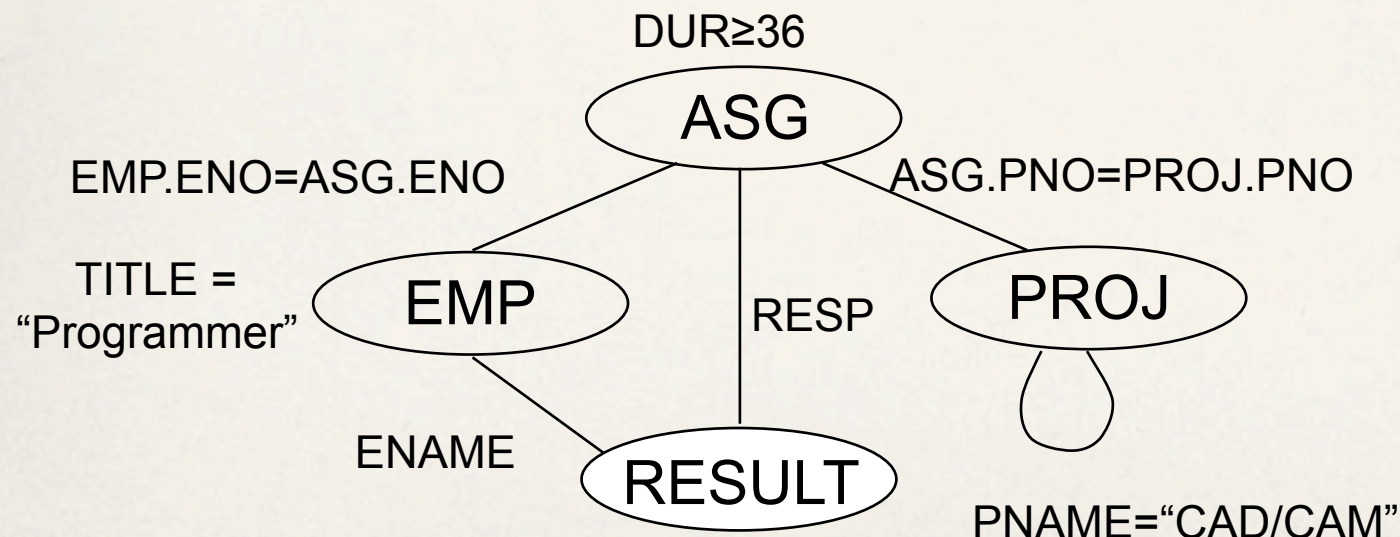 DUR≥36
ASG
EMP.ENO=ASG.ENO
ASG.PNO=PROJ.PNO
TITLE =
“Programmer”
EMP
RESP
PROJ
ENAME
RESULT
PNAME=“CAD/CAM”